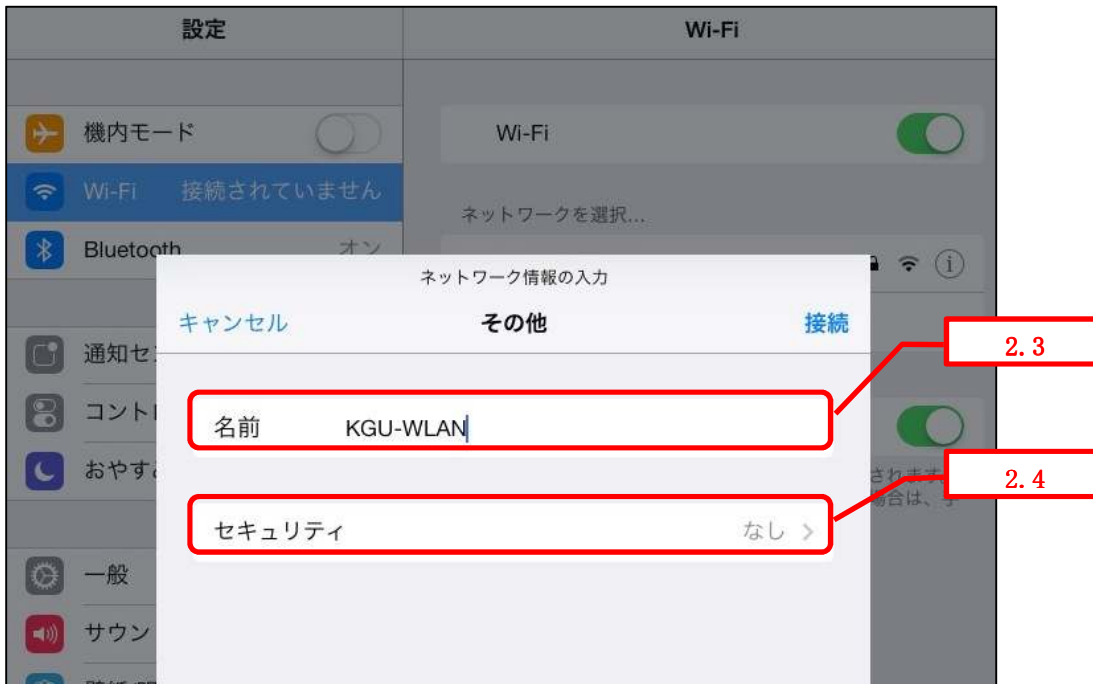 設定
Wi-Fi
機内モード
Wi-Fi
Wi-Fi 接続されていません
ネットワークを選択...
Bluetooth オン
ネットワーク情報の入力
キャンセル その他 接続
2.3
通知セ
名前 KGU-WLAN
コント
2.4
おやす
されます
場合は、手
セキュリティ なし
一般
サウン